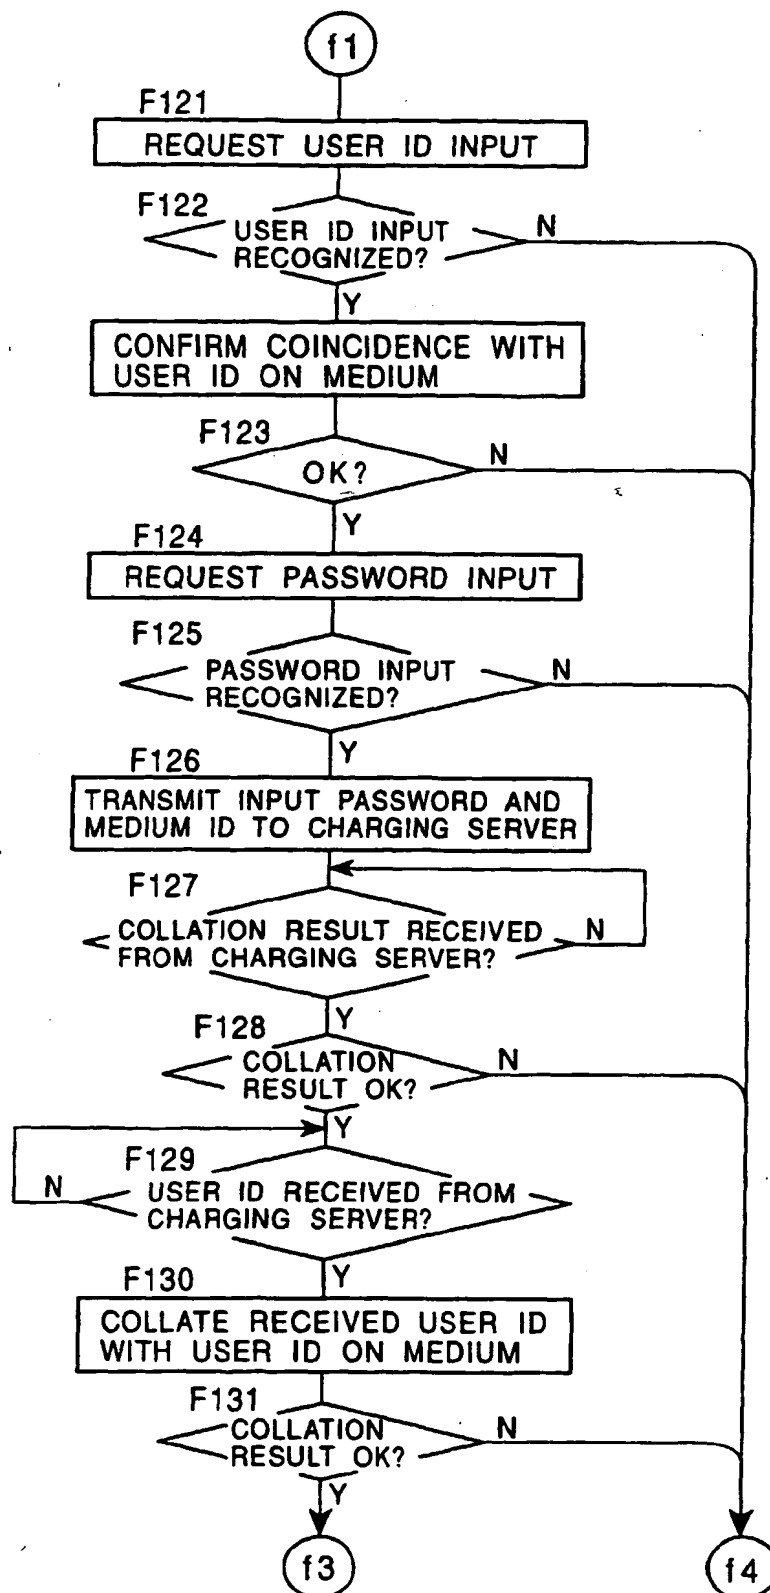 f1
F121
REQUEST USER ID INPUT
F122
USER ID INPUT
RECOGNIZED?
N
Y
CONFIRM COINCIDENCE WITH
USER ID ON MEDIUM
F123
OK?
N
Y
F124
REQUEST PASSWORD INPUT
F125
PASSWORD INPUT
RECOGNIZED?
N
Y
F126
TRANSMIT INPUT PASSWORD AND
MEDIUM ID TO CHARGING SERVER
F127
COLLATION RESULT RECEIVED
FROM CHARGING SERVER?
N
Y
F128
COLLATION
RESULT OK?
N
Y
F129
N
USER ID RECEIVED FROM
CHARGING SERVER?
Y
F130
COLLATE RECEIVED USER ID
WITH USER ID ON MEDIUM
F131
COLLATION
RESULT OK?
N
Y
f3
f4